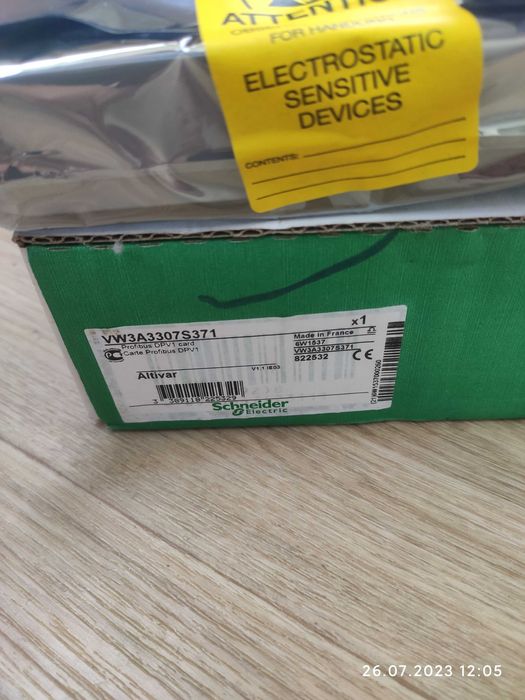 ATTENTION
FOR HANDLING
ELECTROSTATIC
SENSITIVE
DEVICES
CONTENTS:
VW3A3307S371
Profibus DPV1 card
Carte Profibus DPV1
x1
Made in France
6W1537
VW3A3307S371
822532 CE
Altivar
V1.1 IE03
Schneider
Electric
26.07.2023 12:05